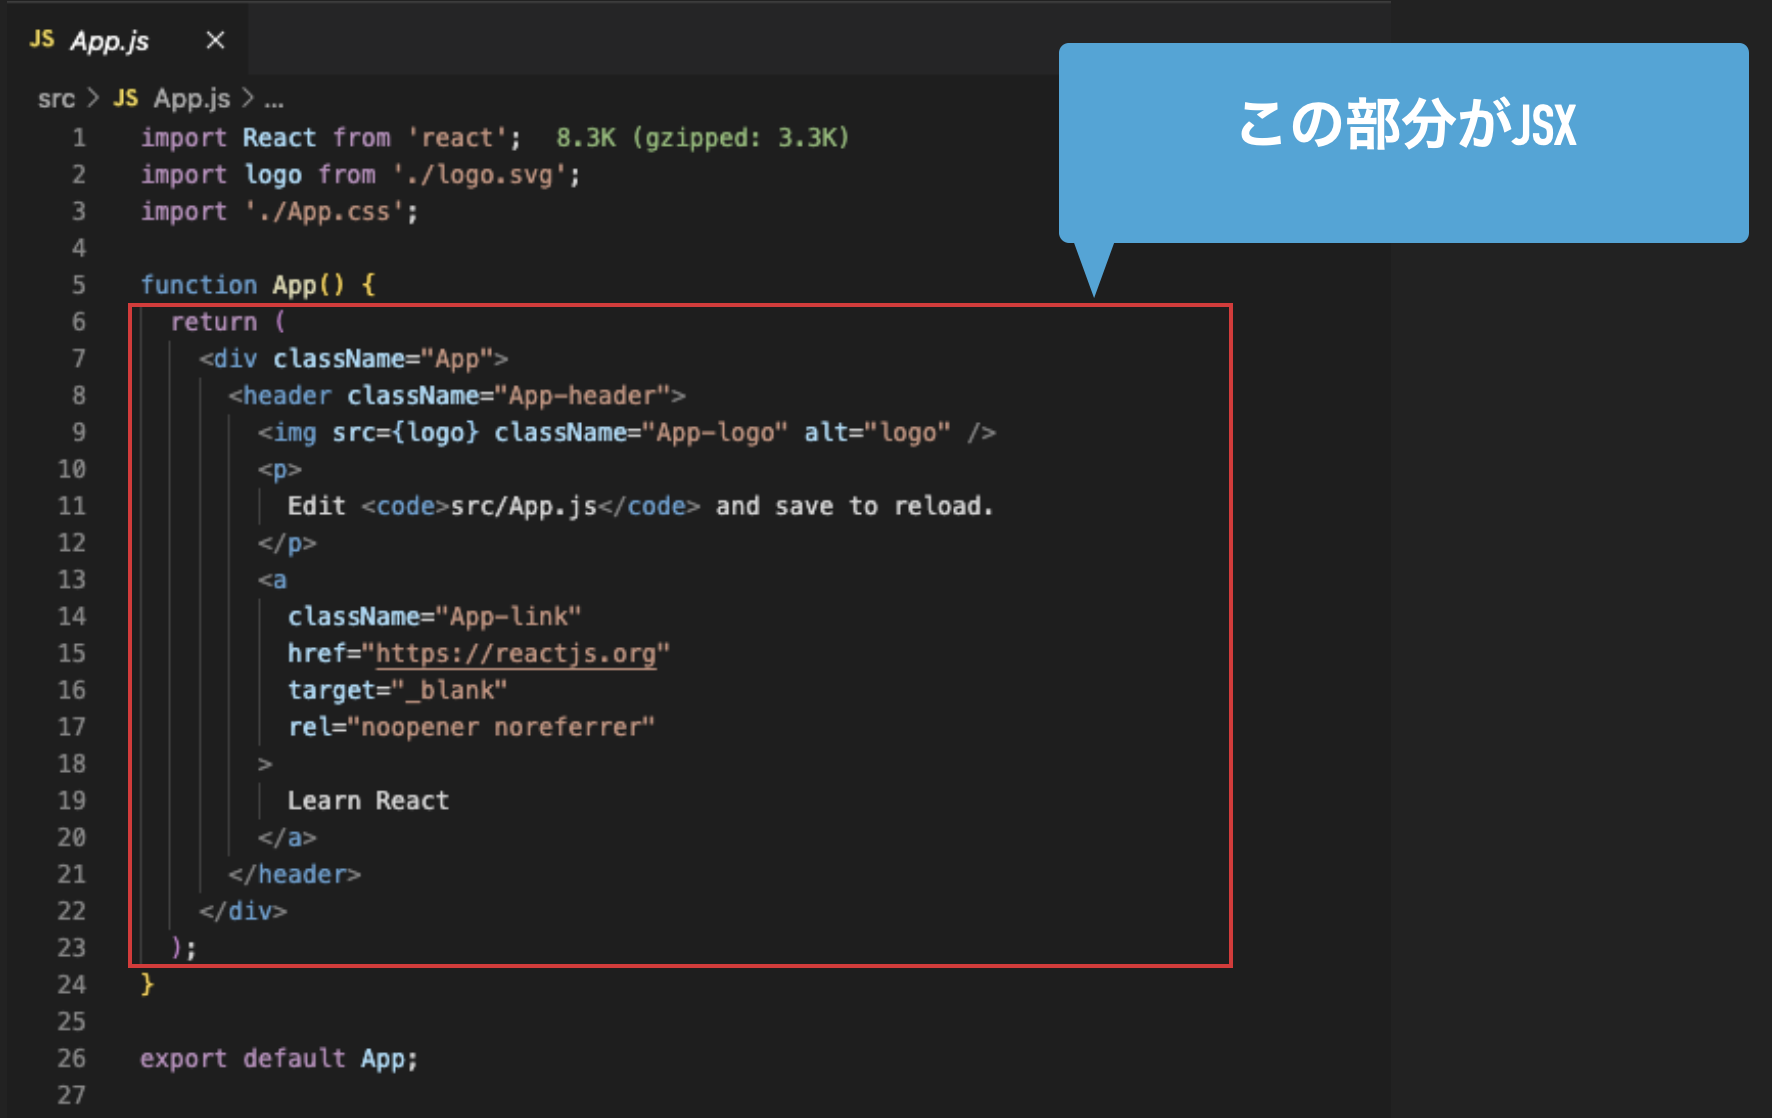 JS App.js ×
この部分がJSX
src > JS App.js > ...
1 import React from 'react'; 8.3K (gzipped: 3.3K)
2 import logo from './logo.svg';
3 import './App.css';
4
5 function App() {
6   return (
7     <div className="App">
8       <header className="App-header">
9         <img src={logo} className="App-logo" alt="logo" />
10         <p>
11           Edit <code>src/App.js</code> and save to reload.
12         </p>
13         <a
14           className="App-link"
15           href="https://reactjs.org"
16           target="_blank"
17           rel="noopener noreferrer"
18         >
19           Learn React
20         </a>
21       </header>
22     </div>
23   );
24 }
25
26 export default App;
27